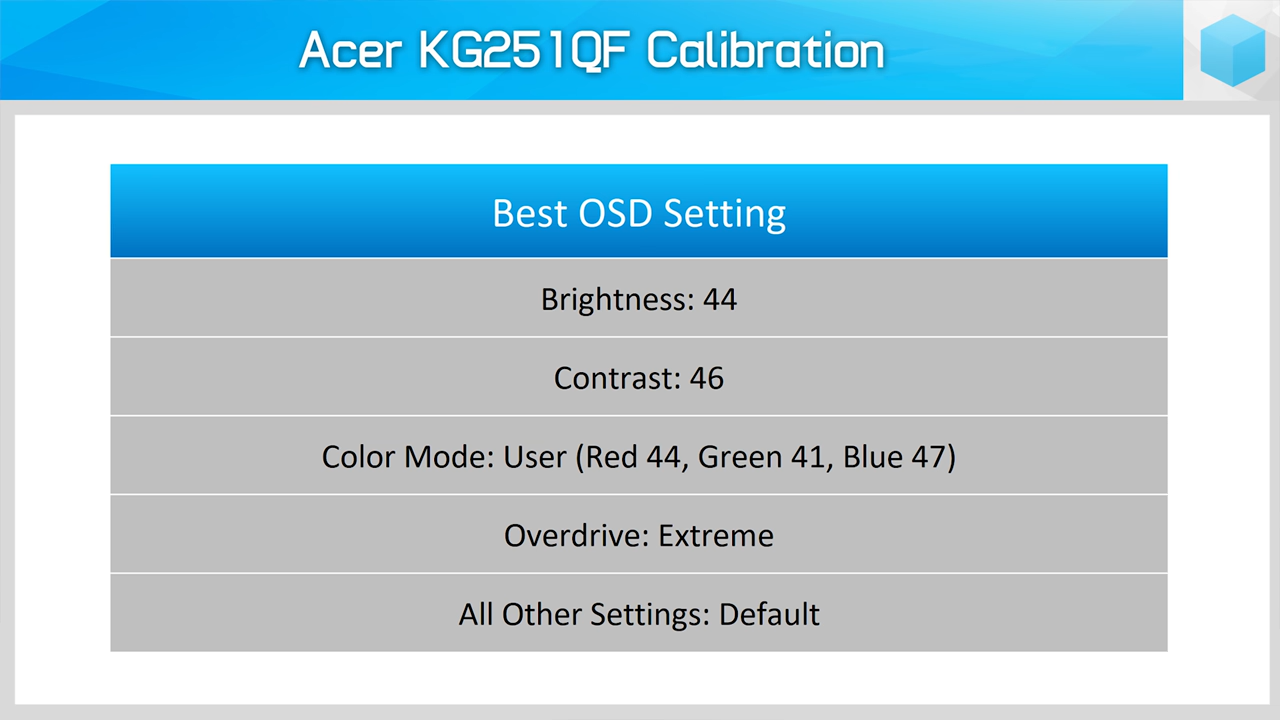 Acer KG251QF Calibration
Best OSD Setting
Brightness: 44
Contrast: 46
Color Mode: User (Red 44, Green 41, Blue 47)
Overdrive: Extreme
All Other Settings: Default